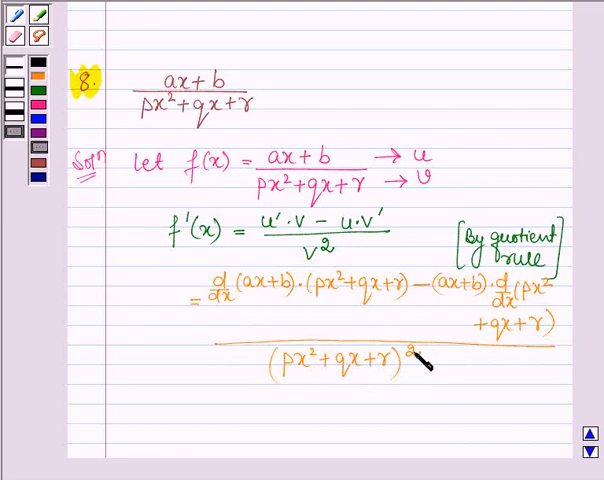 8. (ax+b)/(px²+qx+r)
Solⁿ Let f(x) = (ax+b)/(px²+qx+r) → u → v
f'(x) = (u'·v − u·v')/v² [By quotient rule]
= (d/dx (ax+b)·(px²+qx+r) − (ax+b)·d/dx (px²
+qx+r))
/(px²+qx+r)²